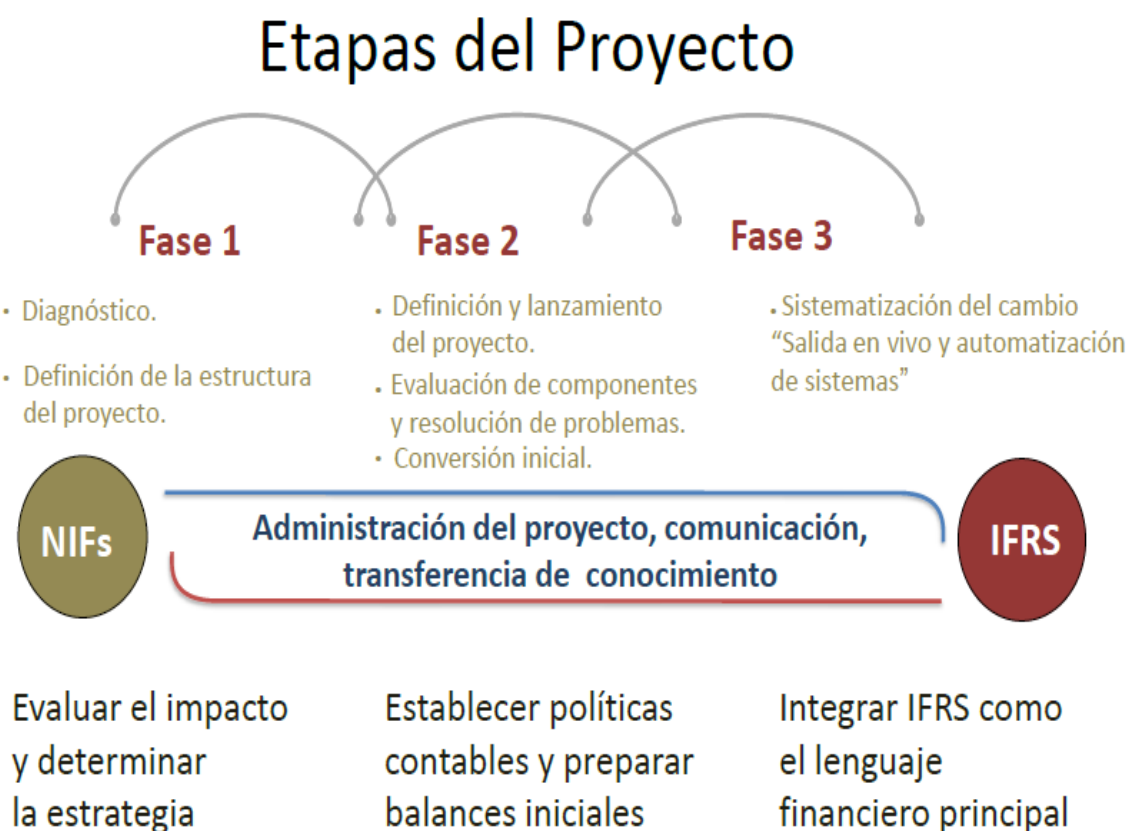 Etapas del Proyecto
Fase 1
• Diagnóstico.
• Definición de la estructura
del proyecto.
Fase 2
• Definición y lanzamiento
del proyecto.
• Evaluación de componentes
y resolución de problemas.
• Conversión inicial.
Fase 3
• Sistematización del cambio
“Salida en vivo y automatización
de sistemas”
NIFs
Administración del proyecto, comunicación,
transferencia de conocimiento
IFRS
Evaluar el impacto
y determinar
la estrategia
Establecer políticas
contables y preparar
balances iniciales
Integrar IFRS como
el lenguaje
financiero principal